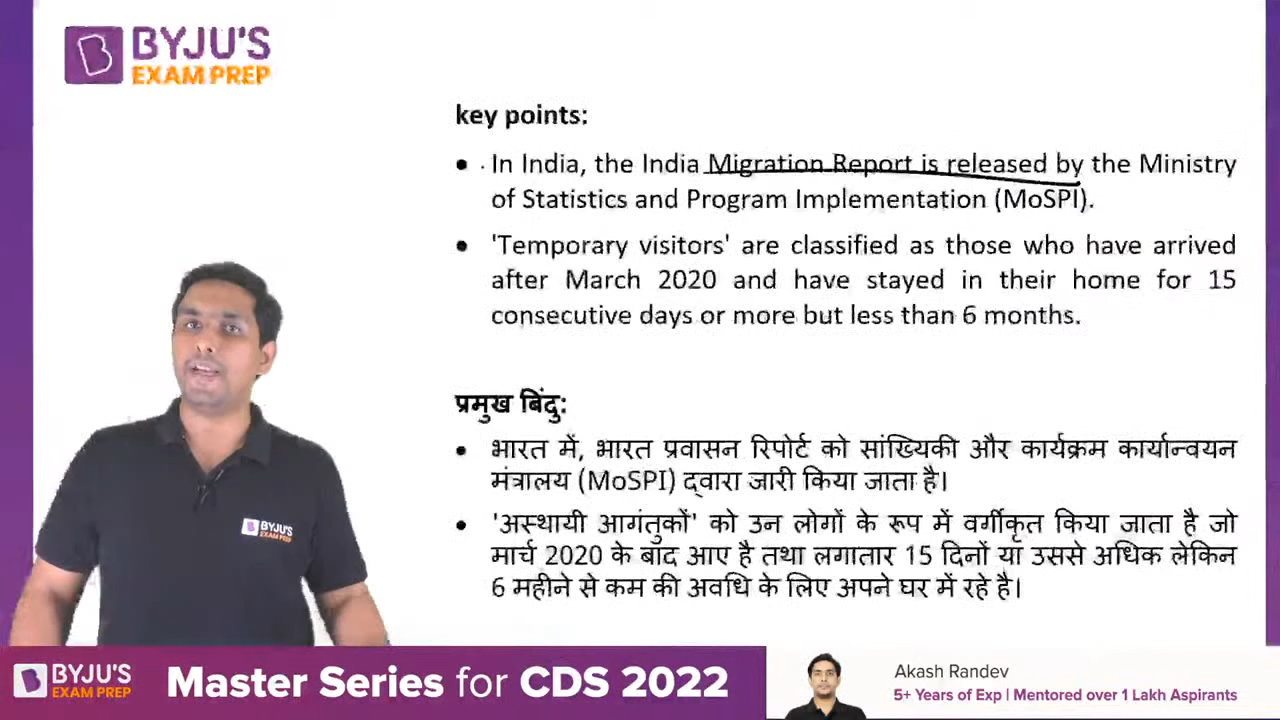 BYJU'S
EXAM PREP
key points:
• In India, the India Migration Report is released by the Ministry
of Statistics and Program Implementation (MoSPI).
• 'Temporary visitors' are classified as those who have arrived
after March 2020 and have stayed in their home for 15
consecutive days or more but less than 6 months.
प्रमुख बिंदु:
• भारत में, भारत प्रवासन रिपोर्ट को सांख्यिकी और कार्यक्रम कार्यान्वयन
मंत्रालय (MoSPI) द्वारा जारी किया जाता है।
• 'अस्थायी आगंतुकों' को उन लोगों के रूप में वर्गीकृत किया जाता है जो
मार्च 2020 के बाद आए है तथा लगातार 15 दिनों या उससे अधिक लेकिन
6 महीने से कम की अवधि के लिए अपने घर में रहे है।
BYJU'S
EXAM PREP
BYJU'S
EXAM PREP
Master Series for CDS 2022
Akash Randev
5+ Years of Exp | Mentored over 1 Lakh Aspirants